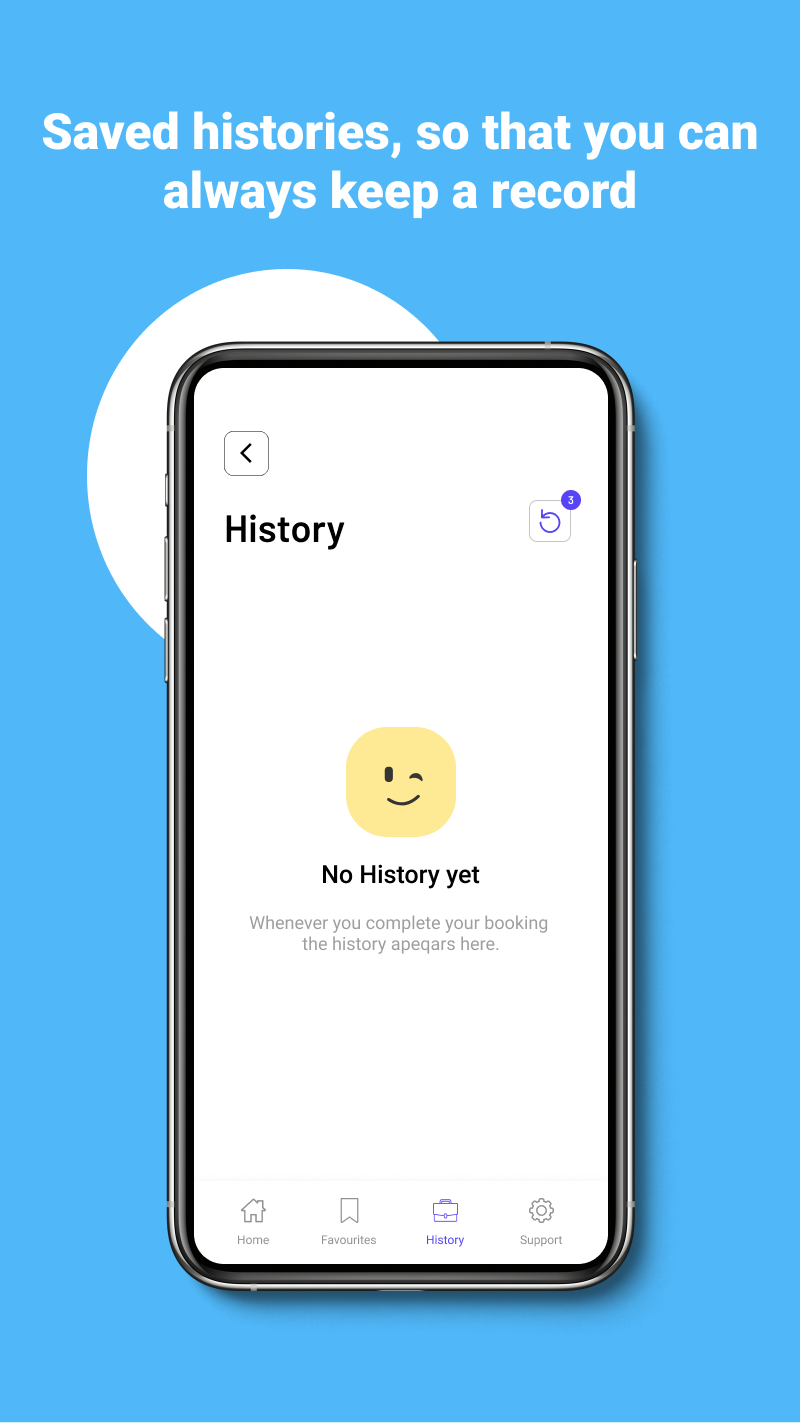 Saved histories, so that you can
always keep a record
3
History
No History yet
Whenever you complete your booking
the history apeqars here.
Home
Favourites
History
Support